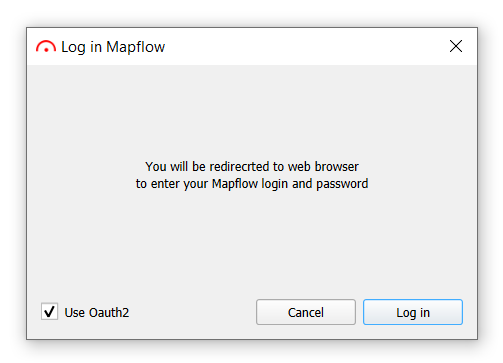 Log in Mapflow
You will be redirecrted to web browser
to enter your Mapflow login and password
Use Oauth2
Cancel
Log in